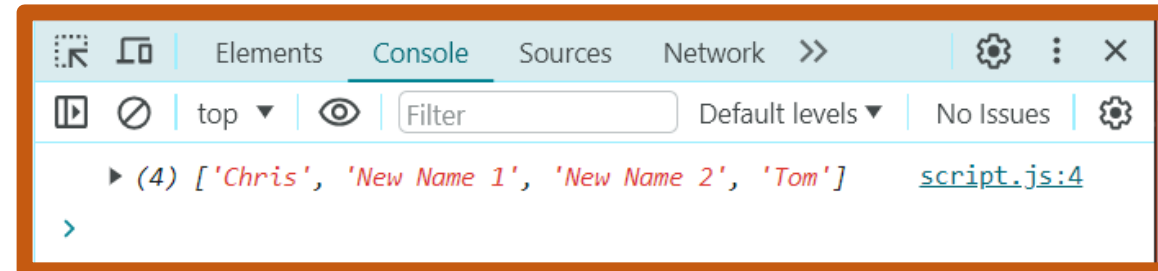 Elements Console Sources Network
top Filter Default levels No Issues
(4) ['Chris', 'New Name 1', 'New Name 2', 'Tom'] script.js:4